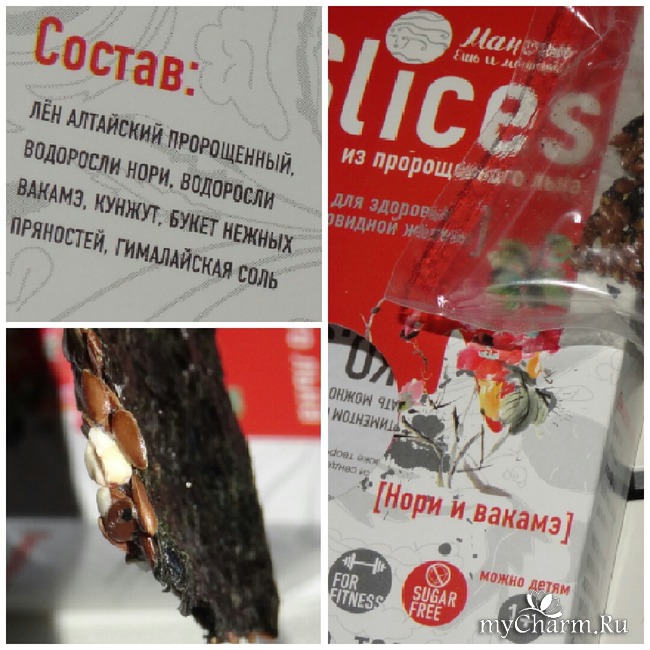 Состав:
ЛЁН АЛТАЙСКИЙ ПРОРОЩЕННЫЙ,
ВОДОРОСЛИ НОРИ, ВОДОРОСЛИ
ВАКАМЭ, КУНЖУТ, БУКЕТ НЕЖНЫХ
ПРЯНОСТЕЙ, ГИМАЛАЙСКАЯ СОЛЬ
Slices
из пророщенного льна
для здоровья
[Нори и вакамэ]
FOR
FITNESS
SUGAR
FREE
можно детям
myCharm.Ru